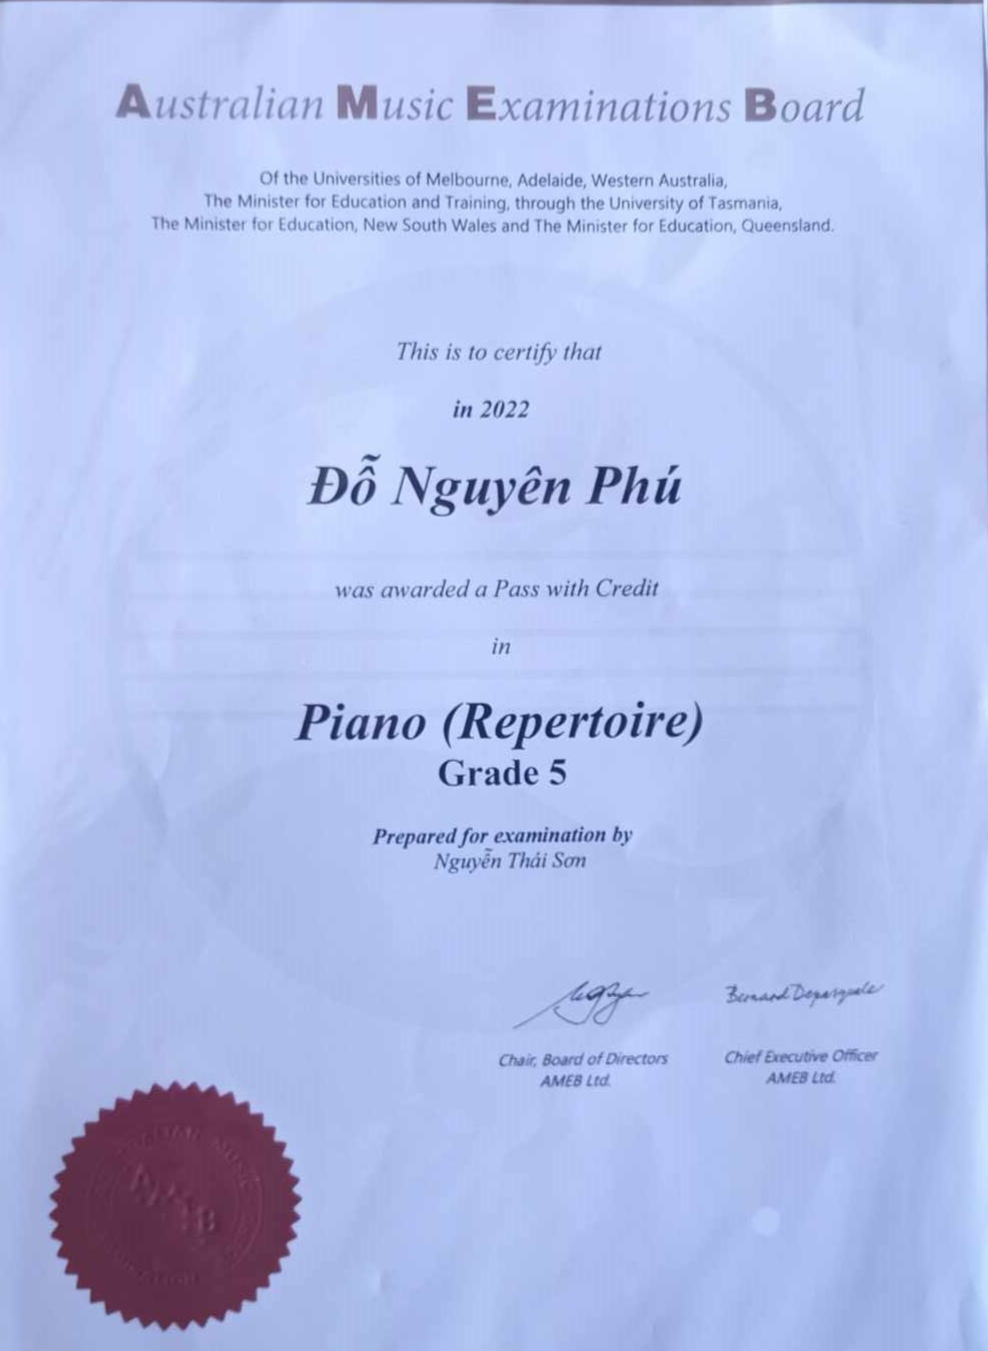 Australian Music Examinations Board
Of the Universities of Melbourne, Adelaide, Western Australia,
The Minister for Education and Training, through the University of Tasmania,
The Minister for Education, New South Wales and The Minister for Education, Queensland.
This is to certify that
in 2022
Đỗ Nguyên Phú
was awarded a Pass with Credit
in
Piano (Repertoire)
Grade 5
Prepared for examination by
Nguyễn Thái Sơn
Bernard Depasquale
Chair, Board of Directors
AMEB Ltd.
Chief Executive Officer
AMEB Ltd.